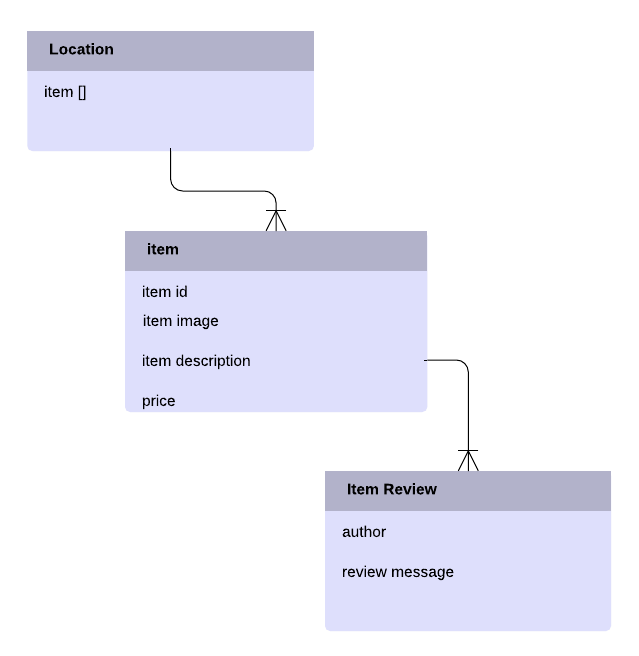 Location
item []
item
item id
item image
item description
price
Item Review
author
review message